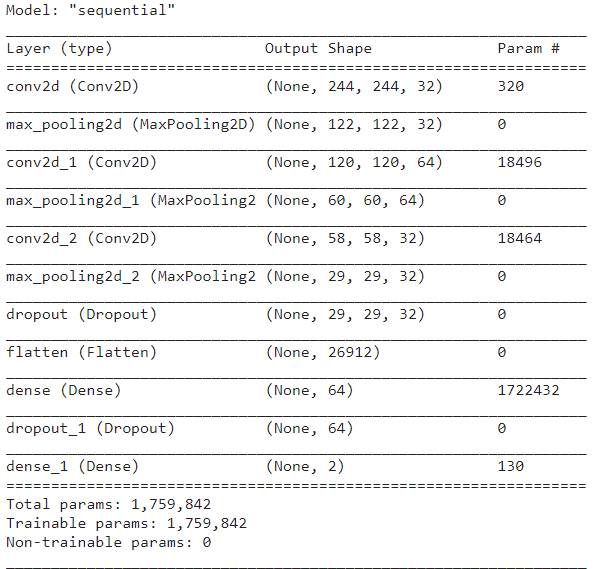 Model: "sequential"
_________________________________________________________________
Layer (type)                 Output Shape              Param #
=================================================================
conv2d (Conv2D)              (None, 244, 244, 32)      320
_________________________________________________________________
max_pooling2d (MaxPooling2D) (None, 122, 122, 32)      0
_________________________________________________________________
conv2d_1 (Conv2D)            (None, 120, 120, 64)      18496
_________________________________________________________________
max_pooling2d_1 (MaxPooling2 (None, 60, 60, 64)        0
_________________________________________________________________
conv2d_2 (Conv2D)            (None, 58, 58, 32)        18464
_________________________________________________________________
max_pooling2d_2 (MaxPooling2 (None, 29, 29, 32)        0
_________________________________________________________________
dropout (Dropout)            (None, 29, 29, 32)        0
_________________________________________________________________
flatten (Flatten)            (None, 26912)             0
_________________________________________________________________
dense (Dense)                (None, 64)                1722432
_________________________________________________________________
dropout_1 (Dropout)          (None, 64)                0
_________________________________________________________________
dense_1 (Dense)              (None, 2)                 130
=================================================================
Total params: 1,759,842
Trainable params: 1,759,842
Non-trainable params: 0
_________________________________________________________________